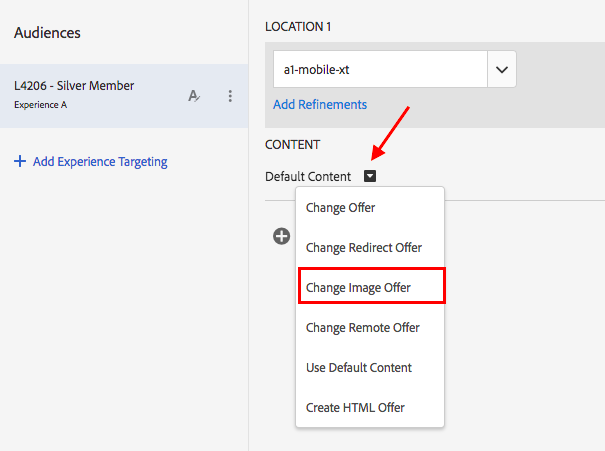 Audiences
L4206 - Silver Member
Experience A
Add Experience Targeting
LOCATION 1
a1-mobile-xt
Add Refinements
CONTENT
Default Content
Change Offer
Change Redirect Offer
Change Image Offer
Change Remote Offer
Use Default Content
Create HTML Offer